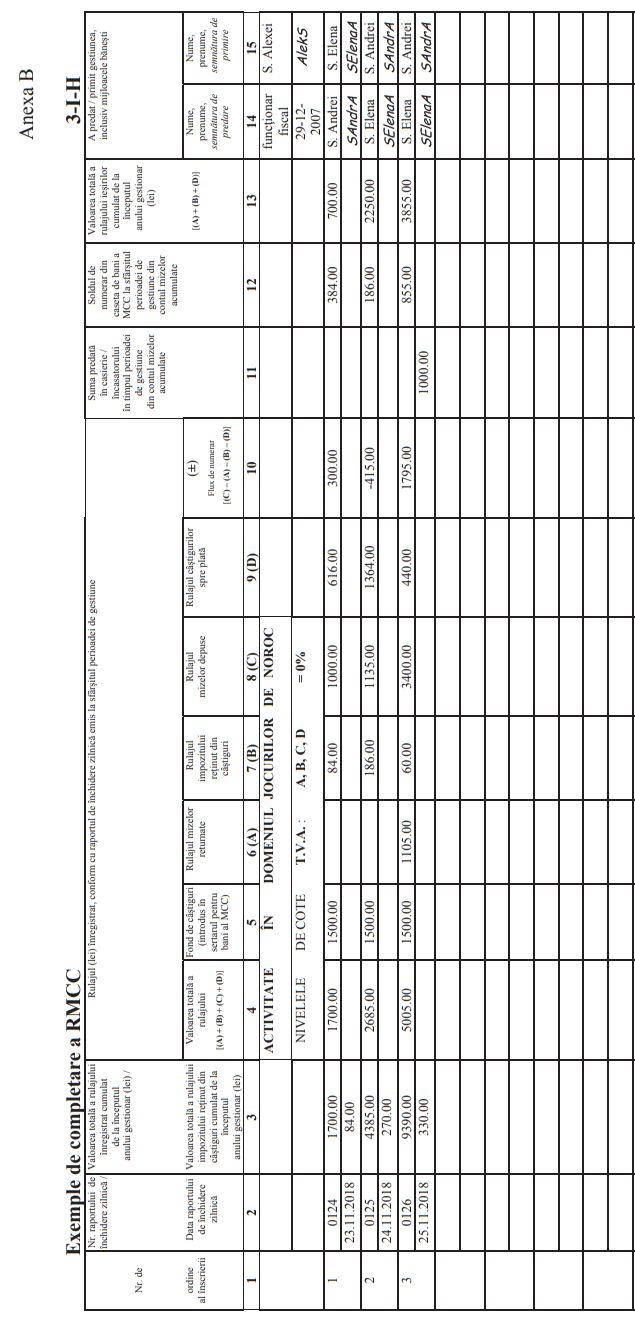 Anexa B
Exemple de completare a RMCC
3-I-H
Nr. de
ordine
al înscrierii
Nr. raportului de
închidere zilnică /
Data raportului
de închidere
zilnică
Valoarea totală a rulajului
înregistrat cumulat
de la începutul
anului gestionar (lei) /
Valoarea totală a rulajului
impozitului reținut din
câștiguri cumulat de la
începutul
anului gestionar (lei)
Rulajul (lei) înregistrat, conform cu raportul de închidere zilnică emis la sfârșitul perioadei de gestiune
Valoarea totală a
rulajului
[(A) + (B) + (C) + (D)]
Fond de câștiguri
(introdus în
sertarul pentru
bani al MCC)
Rulajul mizelor
returnate
Rulajul
impozitului
reținut din
câștiguri
Rulajul
mizelor depuse
Rulajul câștigurilor
spre plată
(±)
Flux de numerar
[(C) – (A) – (B) – (D)]
Suma predată
în casierie /
încasatorului
în timpul perioadei
de gestiune
din contul mizelor
acumulate
Soldul de
numerar din
caseta de bani a
MCC la sfârșitul
perioadei de
gestiune din
contul mizelor
acumulate
Valoarea totală a
rulajului ieșirilor
cumulat de la
începutul
anului gestionar
(lei)
[(A) + (B) + (D)]
A predat / primit gestiunea,
inclusiv mijloacele bănești
Nume,
prenume,
semnătura de
predare
Nume,
prenume,
semnătura de
primire
1 2 3 4 5 6 (A) 7 (B) 8 (C) 9 (D) 10 11 12 13 14 15
ACTIVITATE ÎN DOMENIUL JOCURILOR DE NOROC
funcționar
fiscal
S. Alexei
NIVELELE DE COTE T.V.A. : A, B, C, D = 0%
29-12-
2007
AlekS
1 0124 1700.00 1700.00 1500.00 84.00 1000.00 616.00 300.00 384.00 700.00 S. Andrei S. Elena
23.11.2018 84.00 SAndrA SElenaA
2 0125 4385.00 2685.00 1500.00 186.00 1135.00 1364.00 -415.00 186.00 2250.00 S. Elena S. Andrei
24.11.2018 270.00 SElenaA SAndrA
3 0126 9390.00 5005.00 1500.00 1105.00 60.00 3400.00 440.00 1795.00 855.00 3855.00 S. Elena S. Andrei
25.11.2018 330.00 1000.00 SElenaA SAndrA